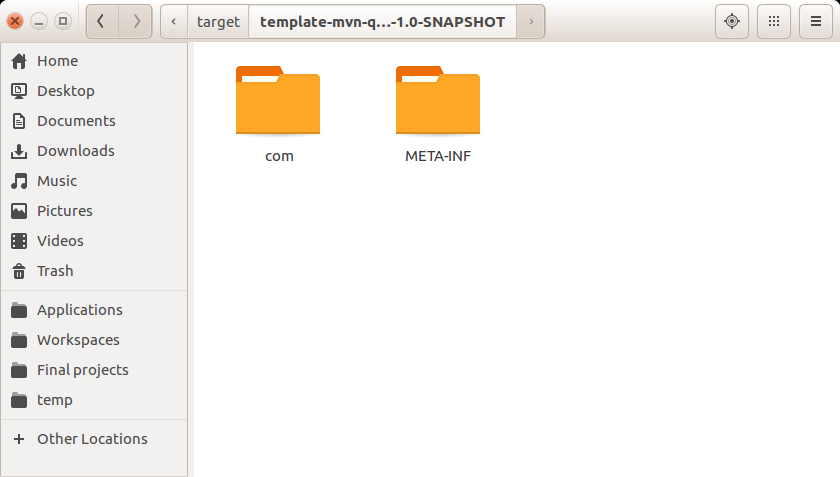 target
template-mvn-q...-1.0-SNAPSHOT
Home
Desktop
Documents
Downloads
Music
Pictures
Videos
Trash
Applications
Workspaces
Final projects
temp
Other Locations
com
META-INF